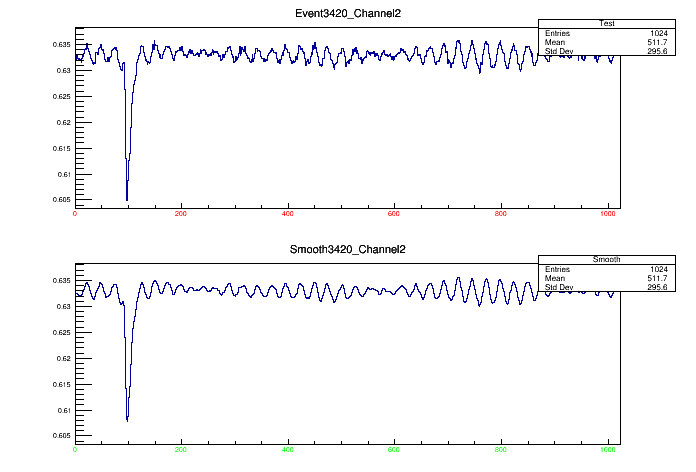 Event3420_Channel2
Test
Entries 1024
Mean 511.7
Std Dev 295.6
0.635
0.63
0.625
0.62
0.615
0.61
0.605
0 200 400 600 800 1000
Smooth3420_Channel2
Smooth
Entries 1024
Mean 511.7
Std Dev 295.6
0.635
0.63
0.625
0.62
0.615
0.61
0.605
0 200 400 600 800 1000